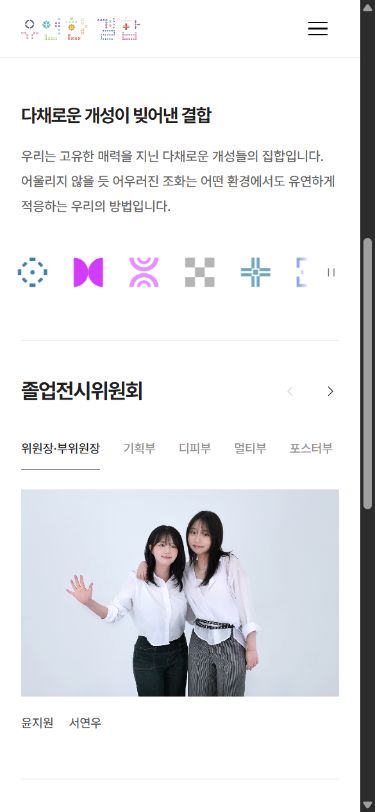 다채로운 개성이 빚어낸 결합
우리는 고유한 매력을 지닌 다채로운 개성들의 집합입니다.
어울리지 않을 듯 어우러진 조화는 어떤 환경에서도 유연하게
적응하는 우리의 방법입니다.
졸업전시위원회
위원장·부위원장 기획부 디피부 멀티부 포스터부
윤지원 서연우